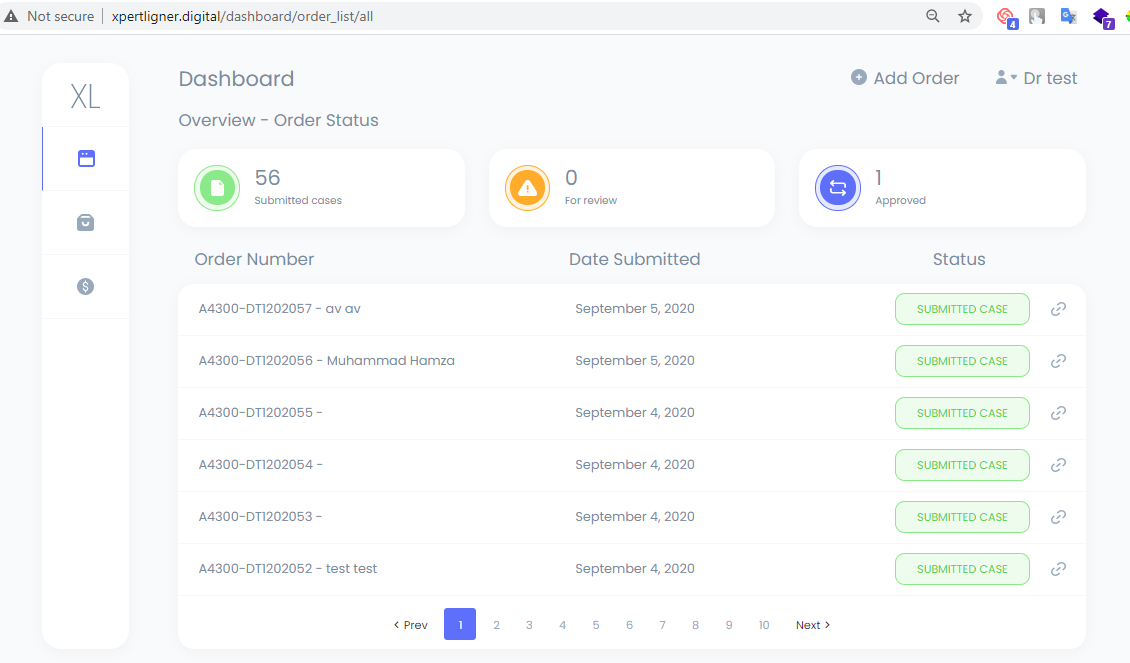 Not secure | xpertligner.digital/dashboard/order_list/all
4
7
XL
Dashboard
Add Order
Dr test
Overview - Order Status
56
Submitted cases
0
For review
1
Approved
Order Number Date Submitted Status
A4300-DT1202057 - av av September 5, 2020 SUBMITTED CASE
A4300-DT1202056 - Muhammad Hamza September 5, 2020 SUBMITTED CASE
A4300-DT1202055 - September 4, 2020 SUBMITTED CASE
A4300-DT1202054 - September 4, 2020 SUBMITTED CASE
A4300-DT1202053 - September 4, 2020 SUBMITTED CASE
A4300-DT1202052 - test test September 4, 2020 SUBMITTED CASE
‹ Prev 1 2 3 4 5 6 7 8 9 10 Next ›